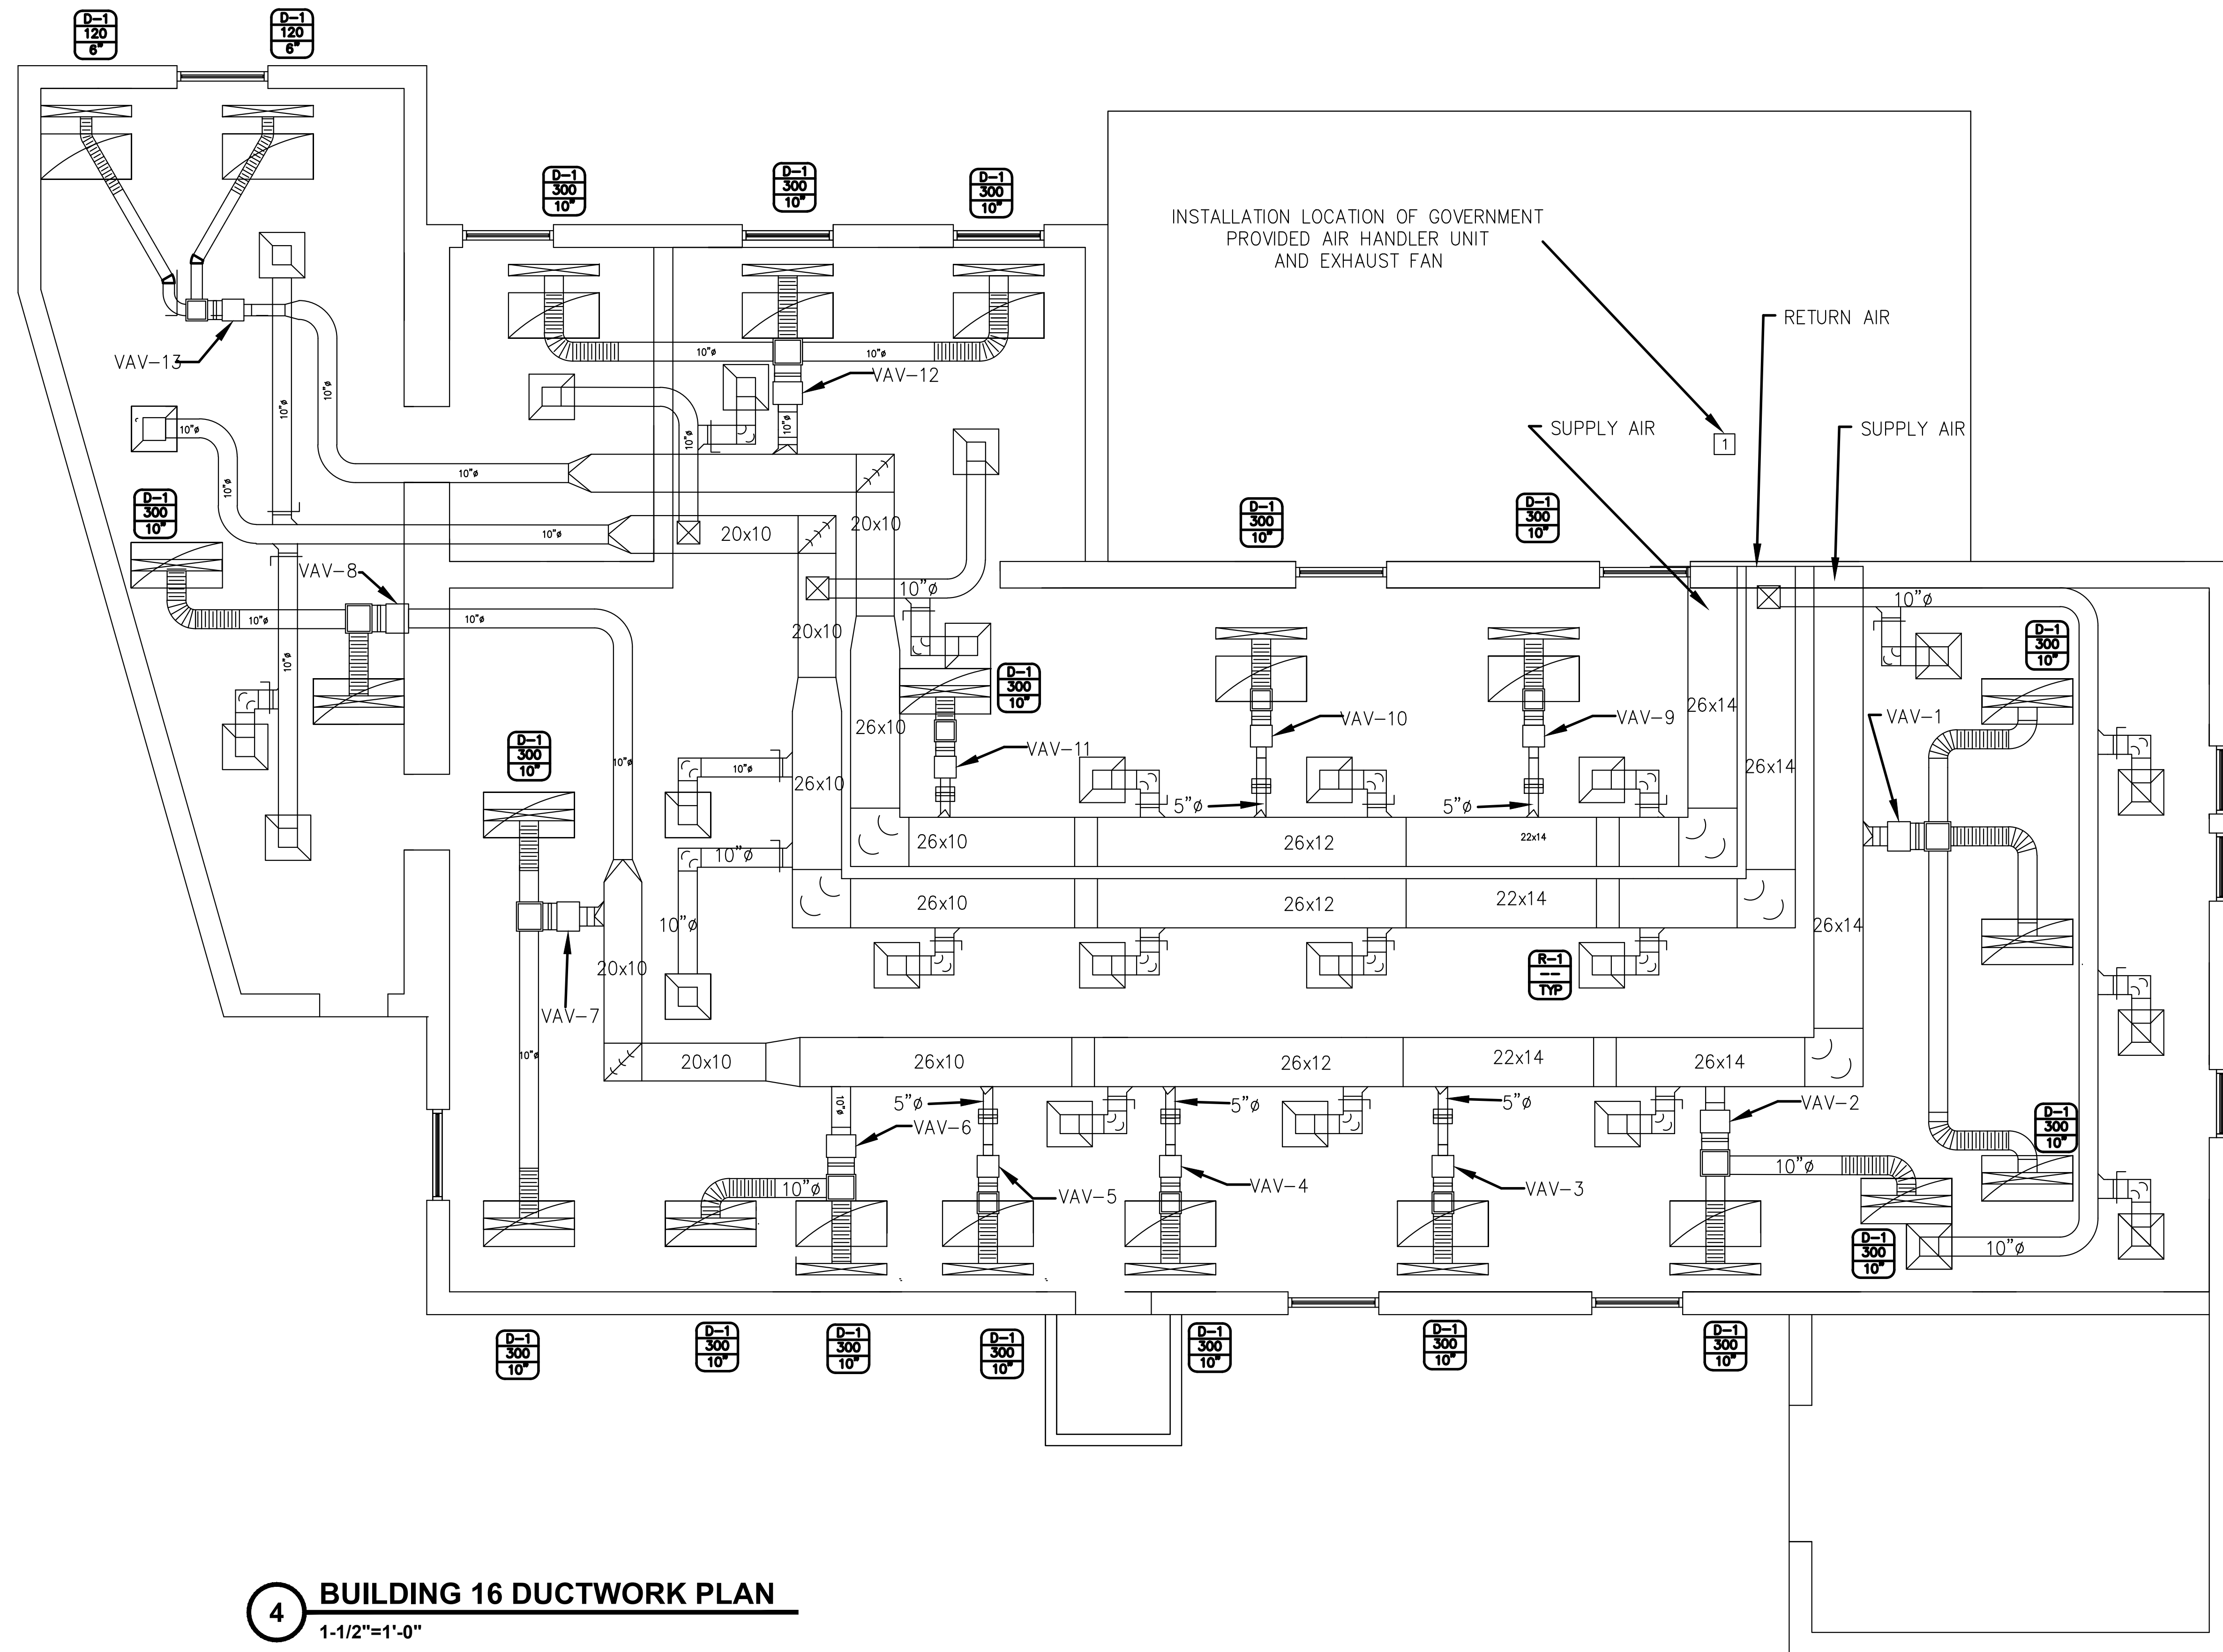 D-1
120
6"
D-1
120
6"
D-1
300
10"
D-1
300
10"
D-1
300
10"
INSTALLATION LOCATION OF GOVERNMENT
PROVIDED AIR HANDLER UNIT
AND EXHAUST FAN
RETURN AIR
SUPPLY AIR
1
SUPPLY AIR
VAV-13
10"ø
10"ø
10"ø
10"ø
VAV-12
10"ø
10"ø
10"ø
10"ø
10"ø
10"ø
10"ø
20x10
20x10
D-1
300
10"
D-1
300
10"
D-1
300
10"
VAV-8
10"ø
10"ø
10"ø
10"ø
20x10
10"ø
D-1
300
10"
26x10
VAV-11
VAV-10
VAV-9
26x14
26x14
10"ø
D-1
300
10"
VAV-1
D-1
300
10"
10"ø
10"ø
26x10
5"ø
5"ø
26x10
26x12
22x14
10"ø
10"ø
26x10
26x12
22x14
26x14
R-1
--
TYP
20x10
VAV-7
10"ø
20x10
26x10
26x12
22x14
26x14
10"ø
5"ø
5"ø
5"ø
VAV-2
D-1
300
10"
VAV-6
VAV-5
VAV-4
VAV-3
10"ø
10"ø
D-1
300
10"
10"ø
D-1
300
10"
D-1
300
10"
D-1
300
10"
D-1
300
10"
D-1
300
10"
D-1
300
10"
D-1
300
10"
4
BUILDING 16 DUCTWORK PLAN
1-1/2"=1'-0"